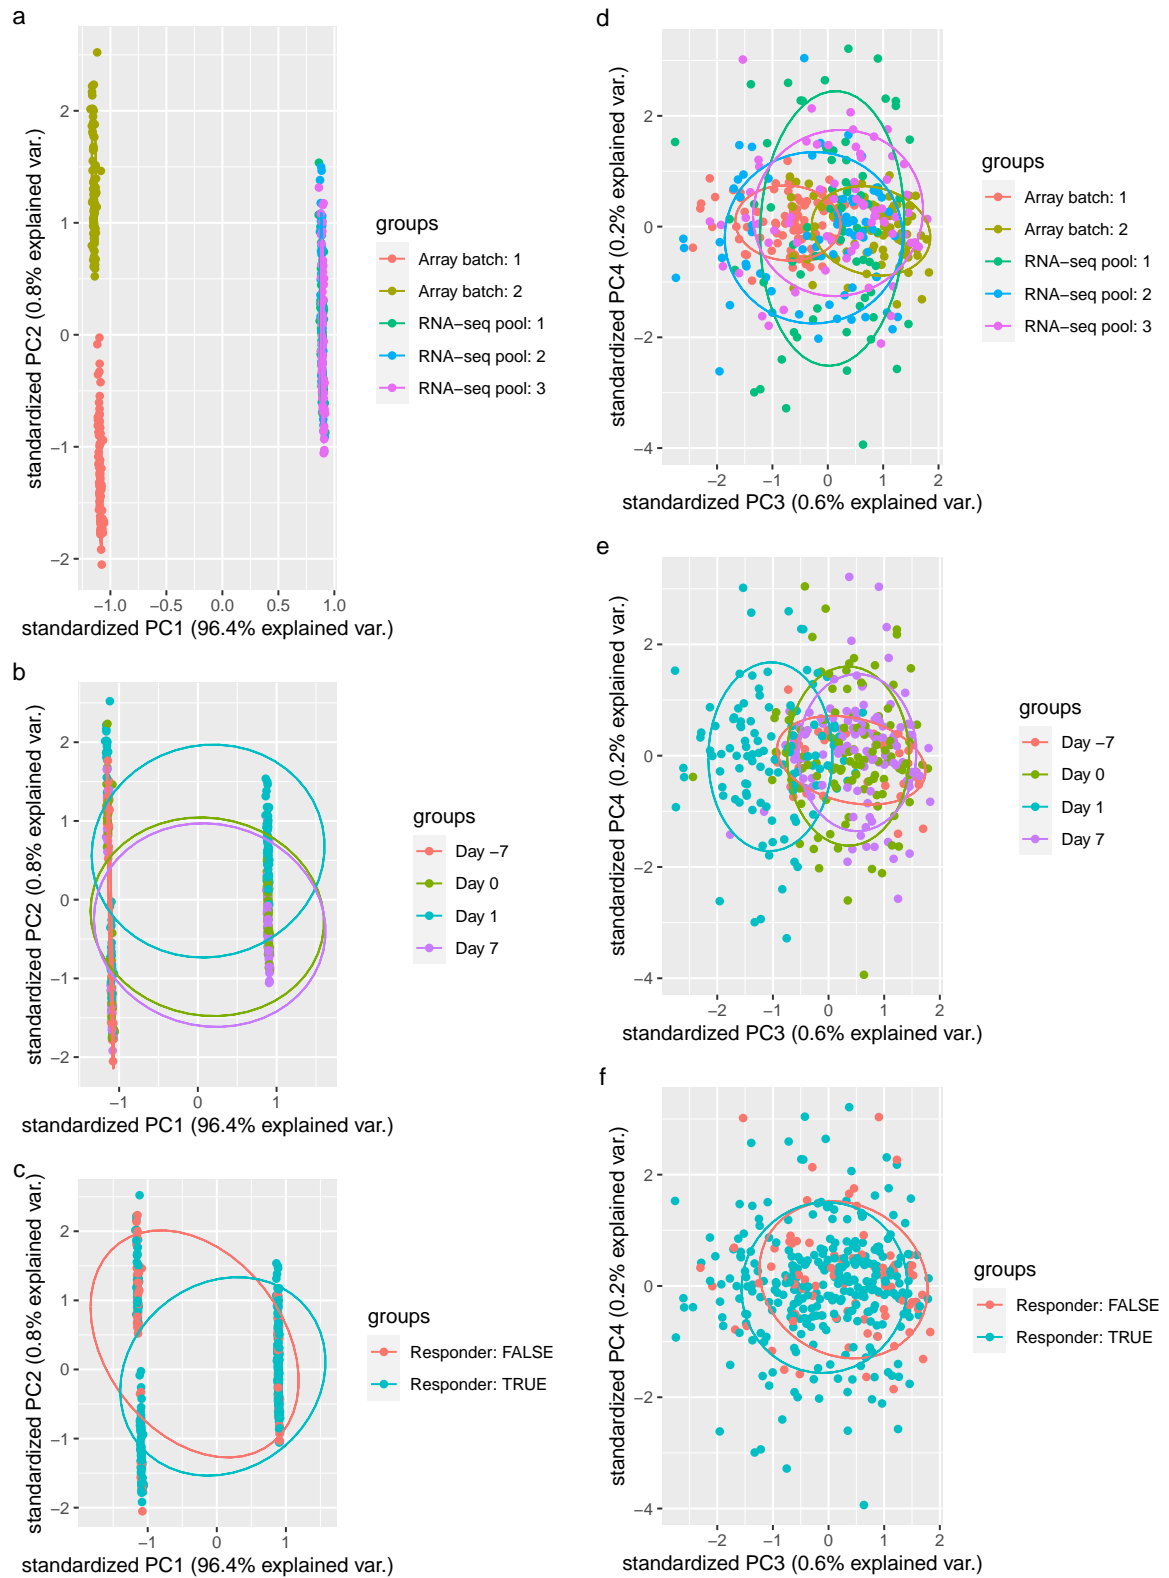 a
standardized PC2 (0.8% explained var.)
2
1
0
−1
−2
−1.0
−0.5
0.0
0.5
1.0
standardized PC1 (96.4% explained var.)
groups
Array batch: 1
Array batch: 2
RNA−seq pool: 1
RNA−seq pool: 2
RNA−seq pool: 3
b
standardized PC2 (0.8% explained var.)
2
1
0
−1
−2
−1
0
1
standardized PC1 (96.4% explained var.)
groups
Day −7
Day 0
Day 1
Day 7
c
standardized PC2 (0.8% explained var.)
2
1
0
−1
−2
−1
0
1
standardized PC1 (96.4% explained var.)
groups
Responder: FALSE
Responder: TRUE
d
standardized PC4 (0.2% explained var.)
2
0
−2
−4
−2
−1
0
1
2
standardized PC3 (0.6% explained var.)
groups
Array batch: 1
Array batch: 2
RNA−seq pool: 1
RNA−seq pool: 2
RNA−seq pool: 3
e
standardized PC4 (0.2% explained var.)
2
0
−2
−4
−2
−1
0
1
2
standardized PC3 (0.6% explained var.)
groups
Day −7
Day 0
Day 1
Day 7
f
standardized PC4 (0.2% explained var.)
2
0
−2
−4
−2
−1
0
1
2
standardized PC3 (0.6% explained var.)
groups
Responder: FALSE
Responder: TRUE